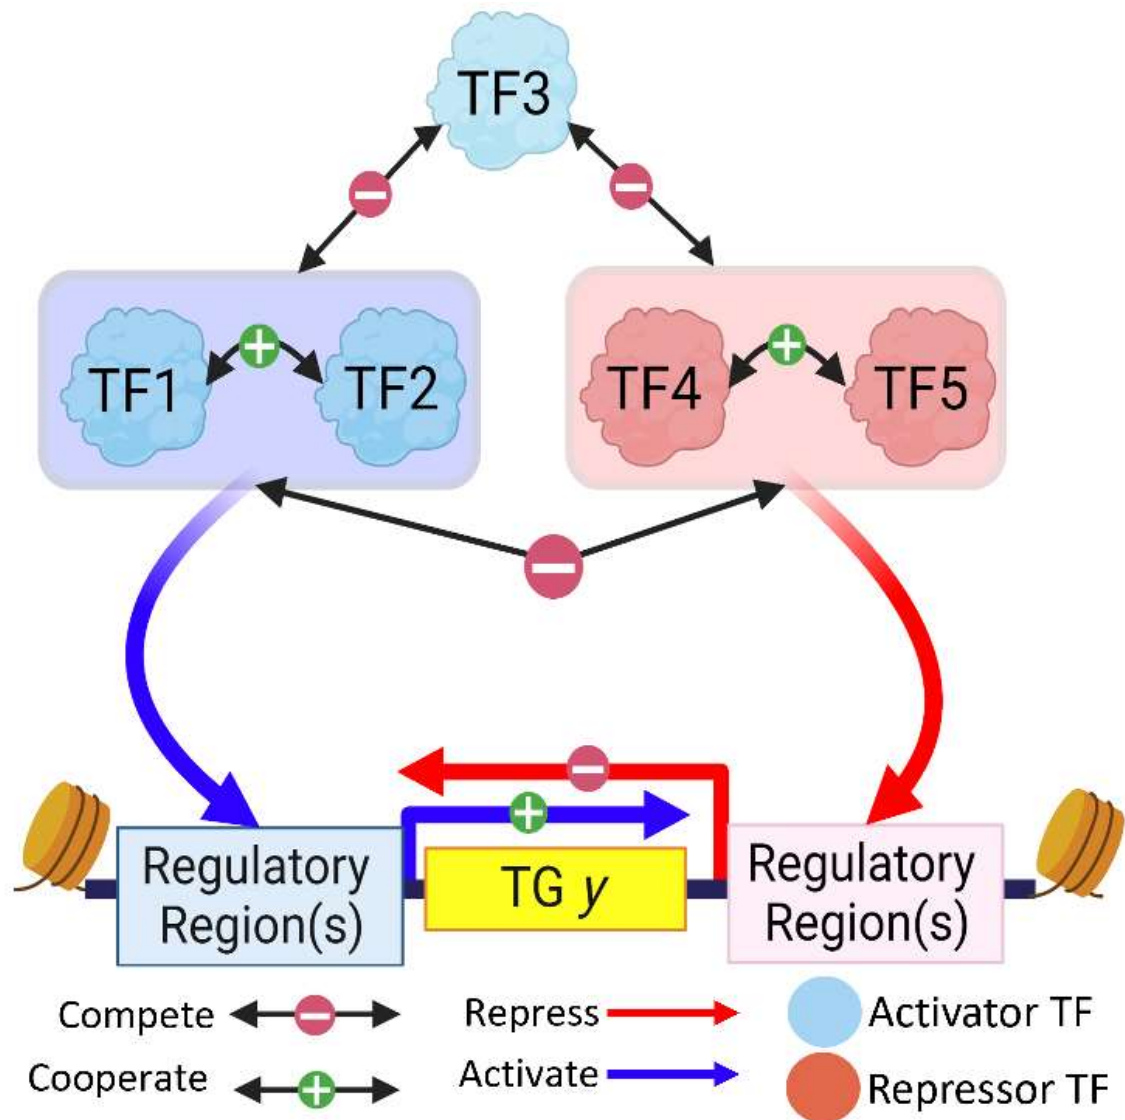 TF3
TF1
TF2
TF4
TF5
Regulatory
Region(s)
TG y
Regulatory
Region(s)
Compete
Repress
Activator TF
Cooperate
Activate
Repressor TF